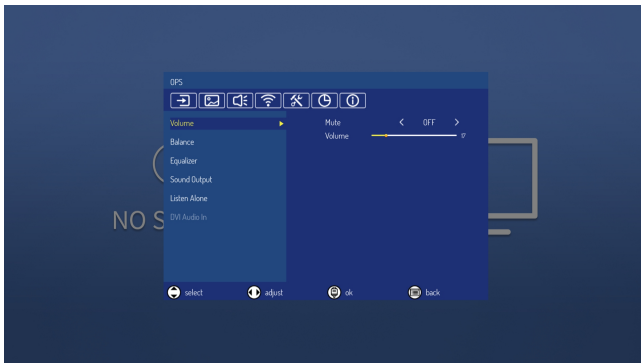 OPS
Volume
Mute OFF
Volume 17
Balance
Equalizer
Sound Output
Listen Alone
NO S
DVI Audio In
select adjust ok back